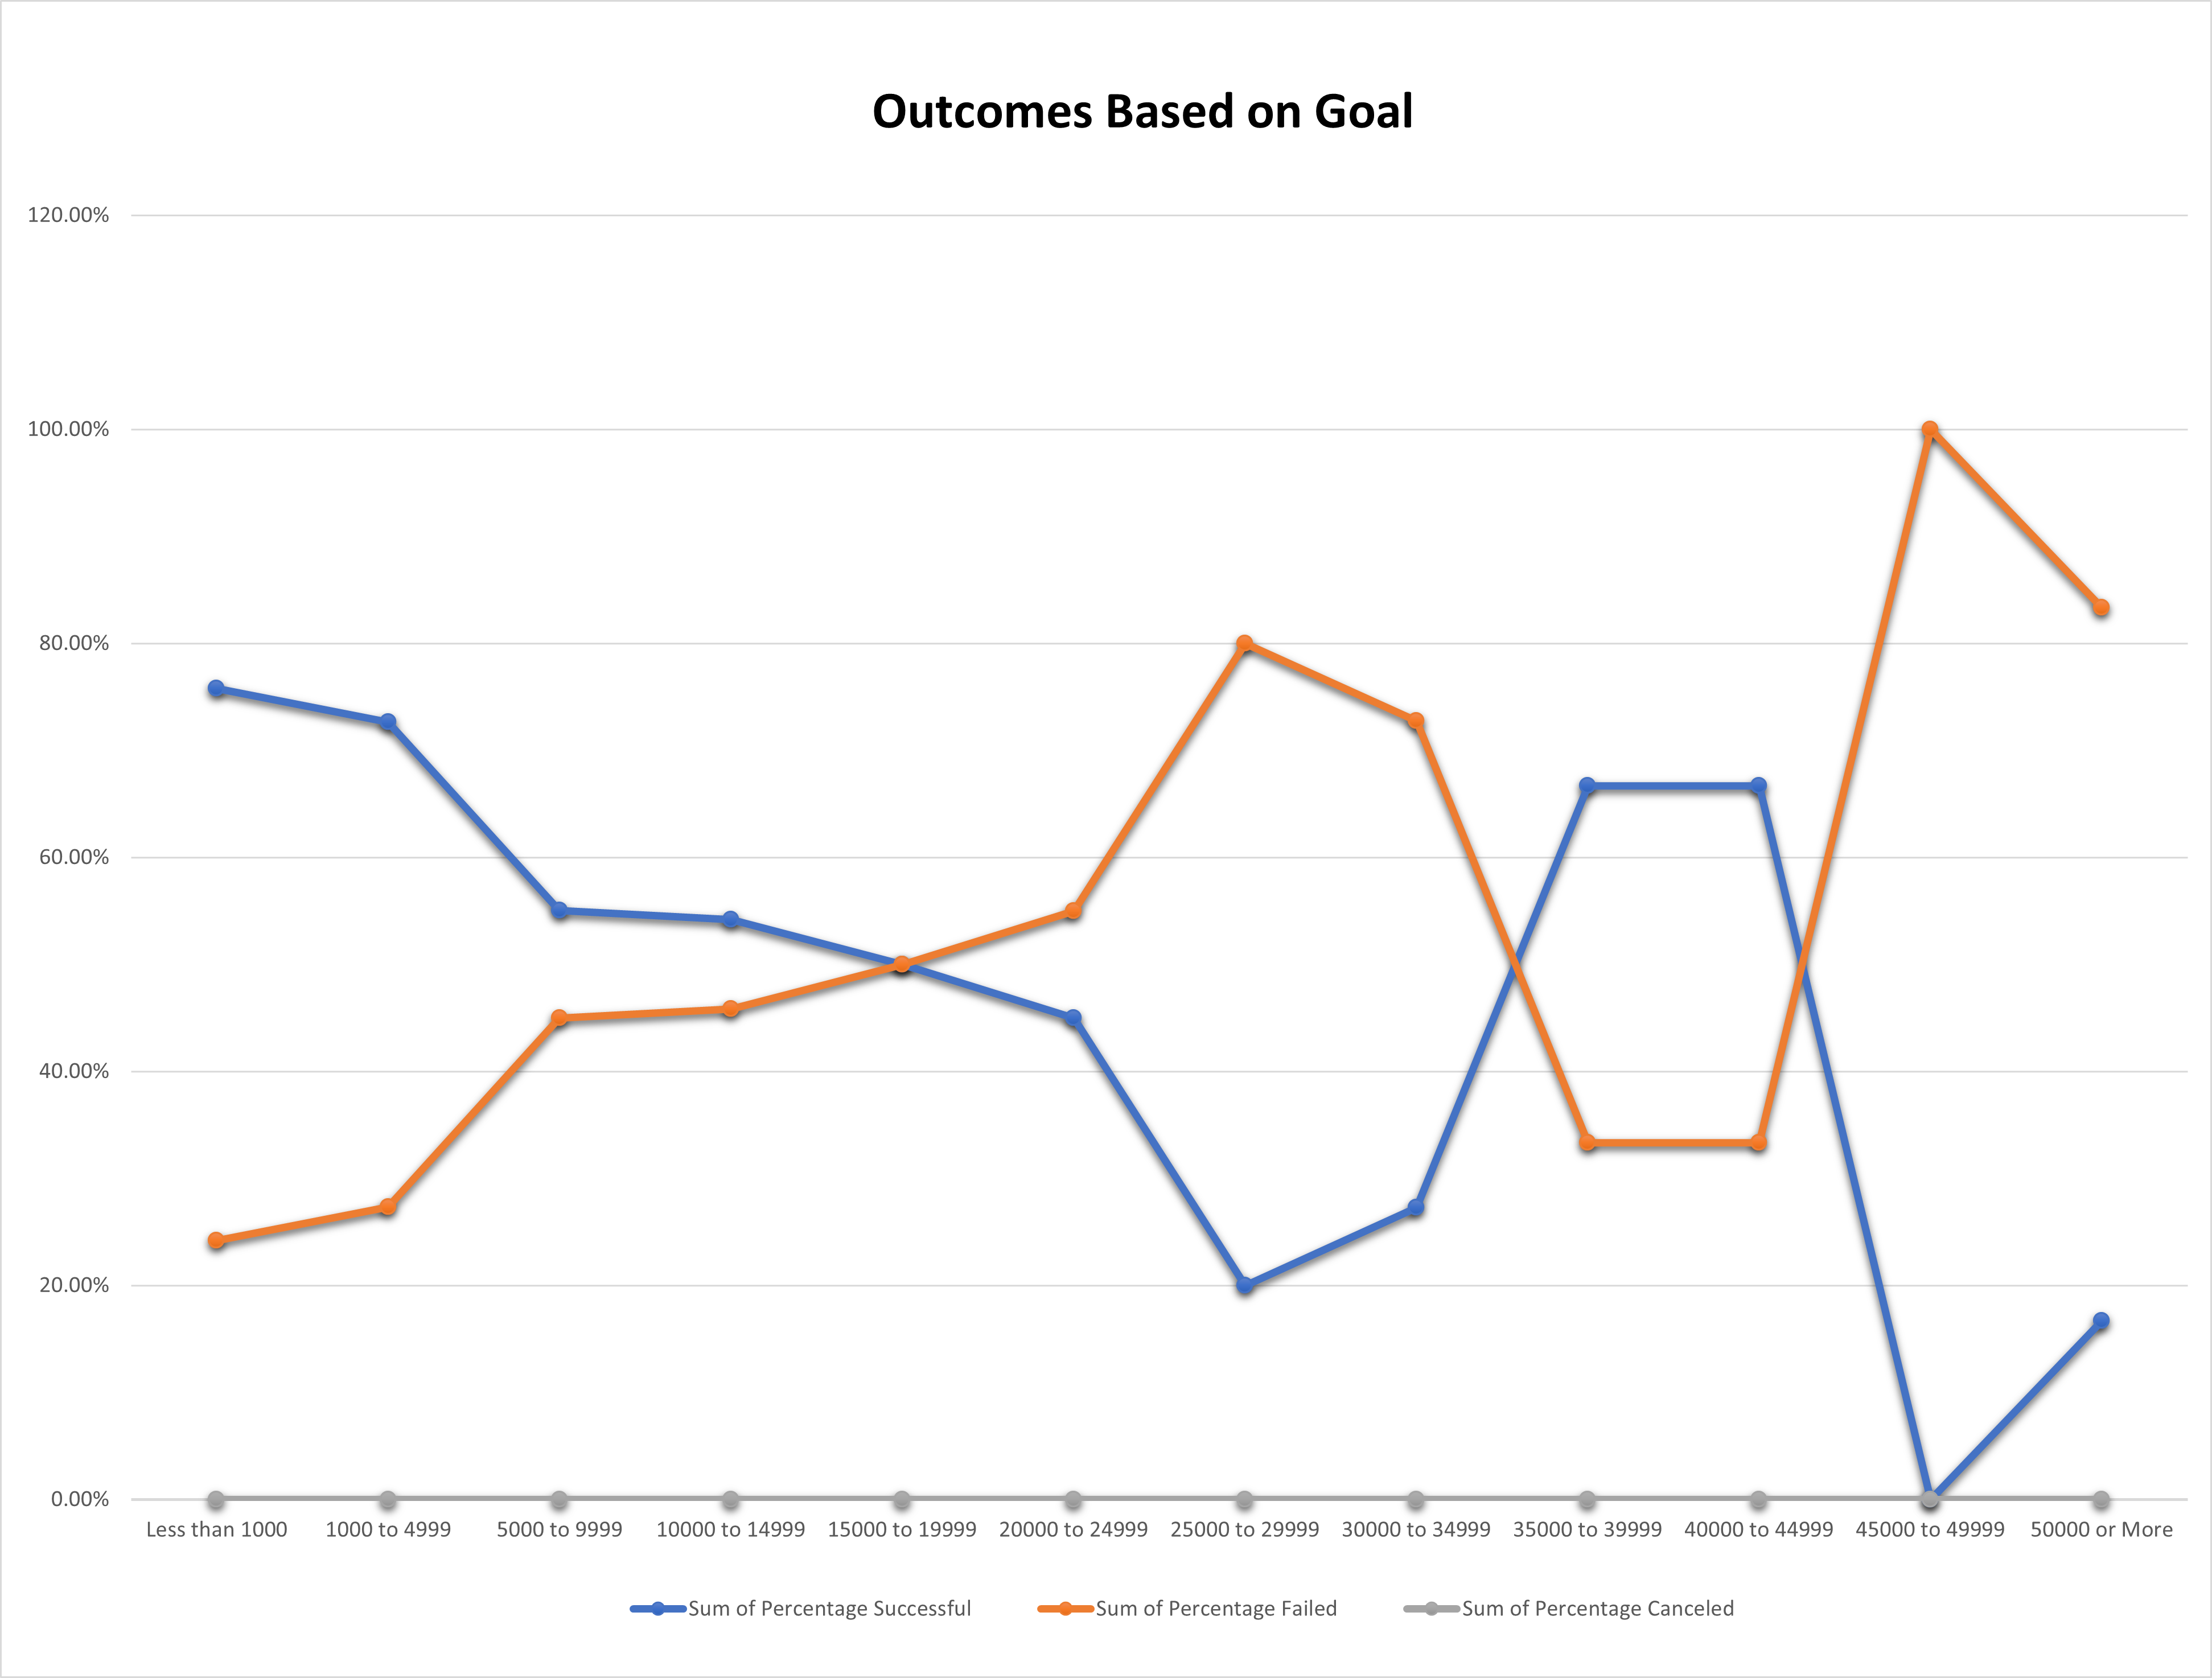 Outcomes Based on Goal
120.00%
100.00%
80.00%
60.00%
40.00%
20.00%
0.00%
Less than 1000 1000 to 4999 5000 to 9999 10000 to 14999 15000 to 19999 20000 to 24999 25000 to 29999 30000 to 34999 35000 to 39999 40000 to 44999 45000 to 49999 50000 or More
Sum of Percentage Successful Sum of Percentage Failed Sum of Percentage Canceled